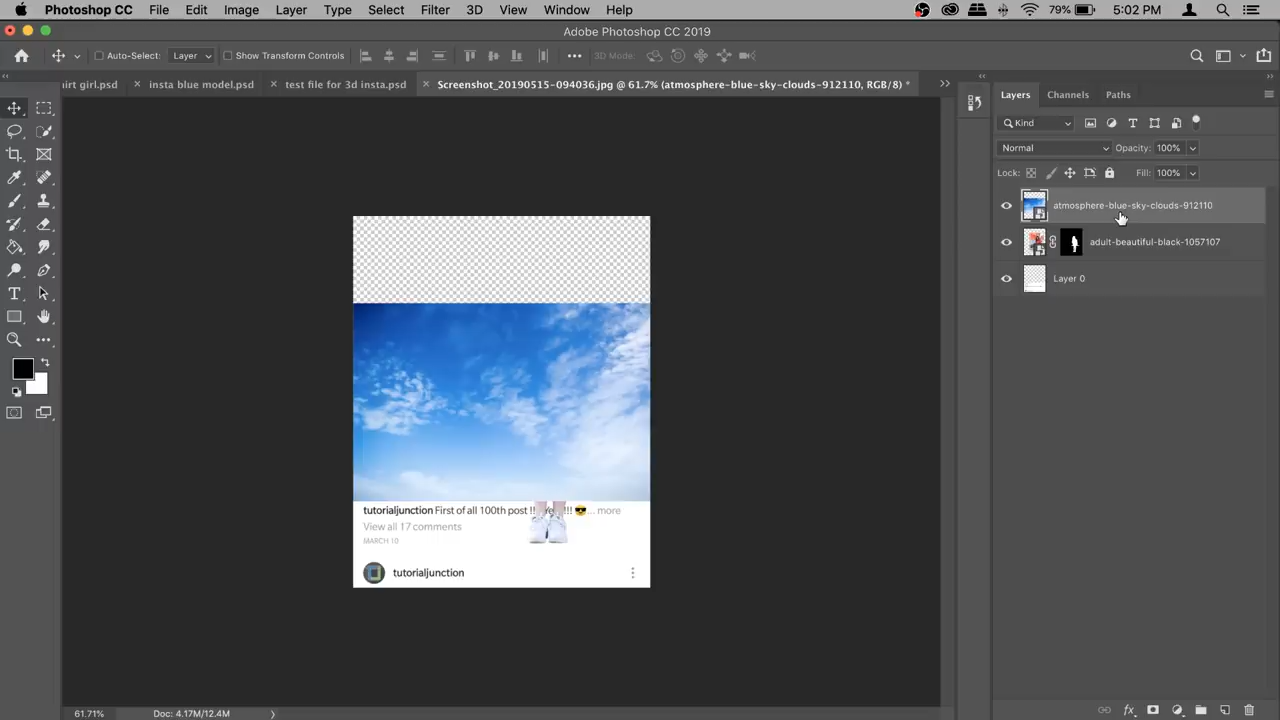 Photoshop CC File Edit Image Layer Type Select Filter 3D View Window Help 79% 5:02 PM
Adobe Photoshop CC 2019
Auto-Select: Layer Show Transform Controls 3D Mode:
irt girl.psd insta blue model.psd test file for 3d insta.psd Screenshot_20190515-094036.jpg @ 61.7% (atmosphere-blue-sky-clouds-912110, RGB/8) *
Layers Channels Paths
Kind
Normal Opacity: 100%
Lock: Fill: 100%
atmosphere-blue-sky-clouds-912110
adult-beautiful-black-1057107
Layer 0
tutorialjunction First of all 100th post !! !!! 😎... more
View all 17 comments
MARCH 10
tutorialjunction
61.71% Doc: 4.17M/12.4M
fx